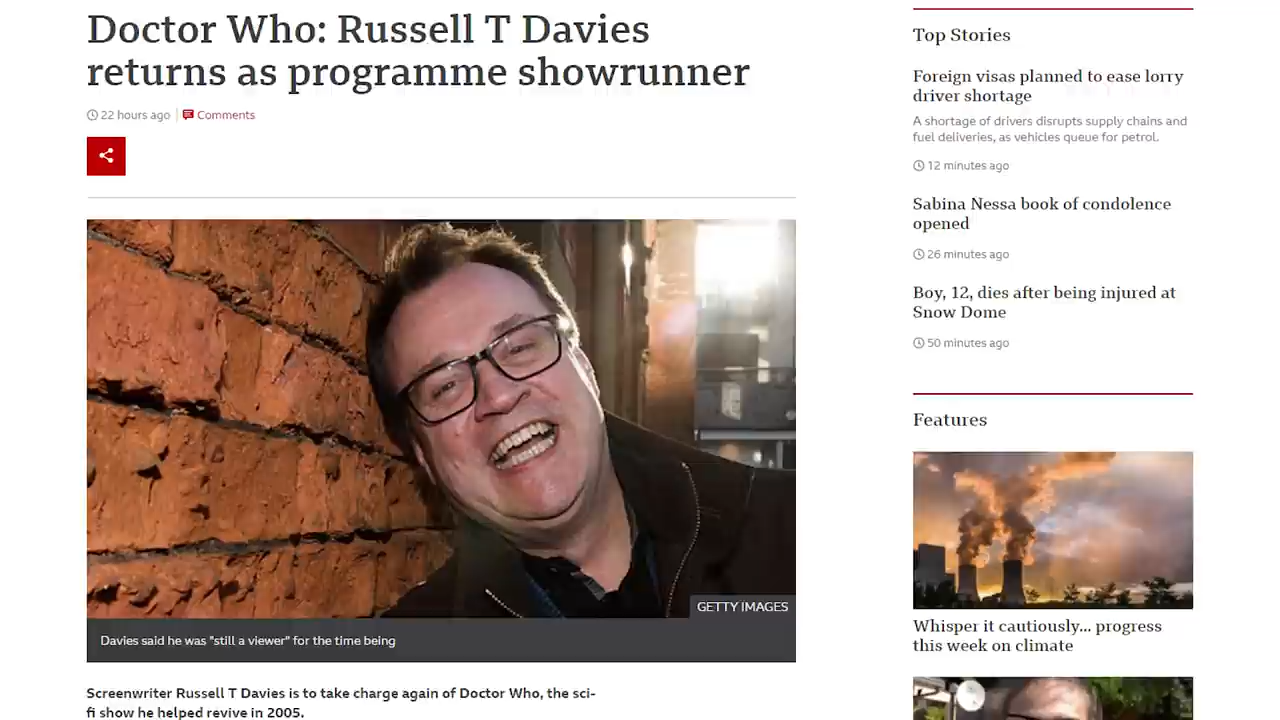 Doctor Who: Russell T Davies
returns as programme showrunner
22 hours ago
Comments
GETTY IMAGES
Davies said he was "still a viewer" for the time being
Screenwriter Russell T Davies is to take charge again of Doctor Who, the sci-
fi show he helped revive in 2005.
Top Stories
Foreign visas planned to ease lorry
driver shortage
A shortage of drivers disrupts supply chains and
fuel deliveries, as vehicles queue for petrol.
12 minutes ago
Sabina Nessa book of condolence
opened
26 minutes ago
Boy, 12, dies after being injured at
Snow Dome
50 minutes ago
Features
Whisper it cautiously... progress
this week on climate